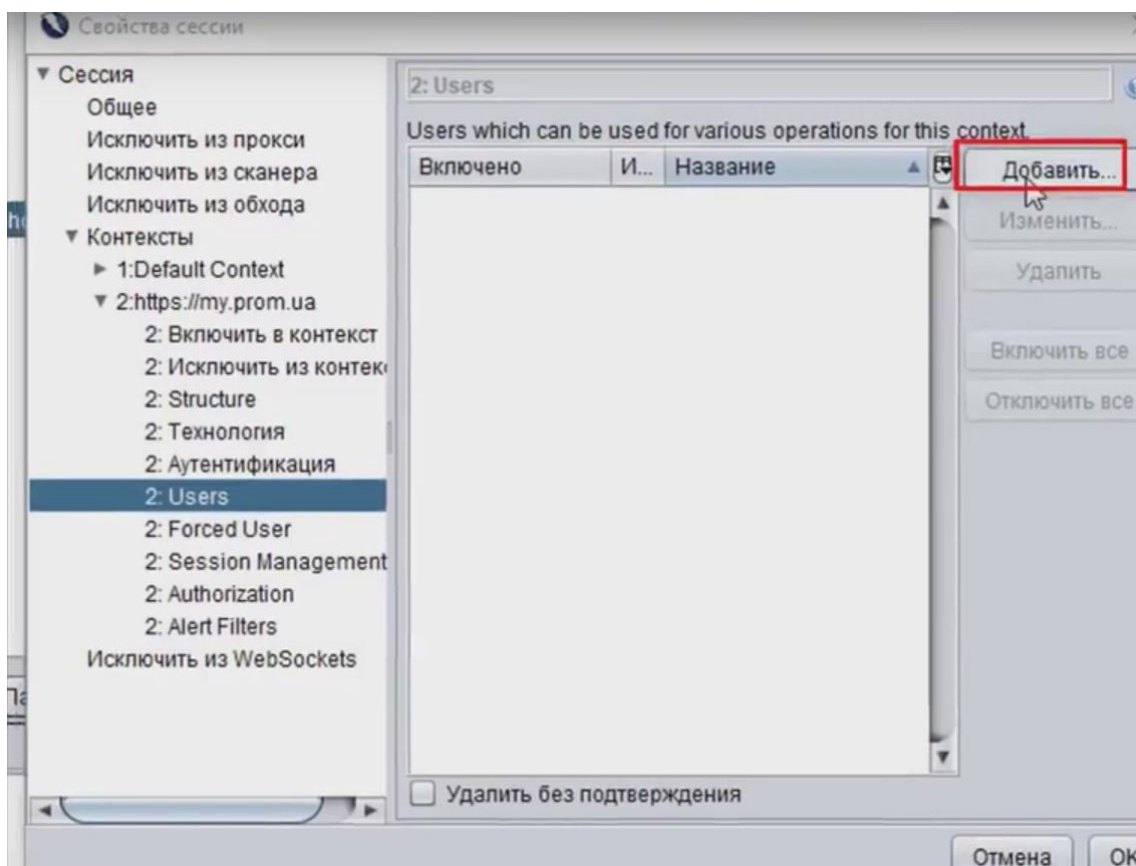 Свойства сессии
Сессия
Общее
Исключить из прокси
Исключить из сканера
Исключить из обхода
Контексты
1:Default Context
2:https://my.prom.ua
2: Включить в контекст
2: Исключить из контек
2: Structure
2: Технология
2: Аутентификация
2: Users
2: Forced User
2: Session Management
2: Authorization
2: Alert Filters
Исключить из WebSockets
2: Users
Users which can be used for various operations for this context.
Включено И... Название
Добавить...
Изменить...
Удалить
Включить все
Отключить все
Удалить без подтверждения
Отмена OK